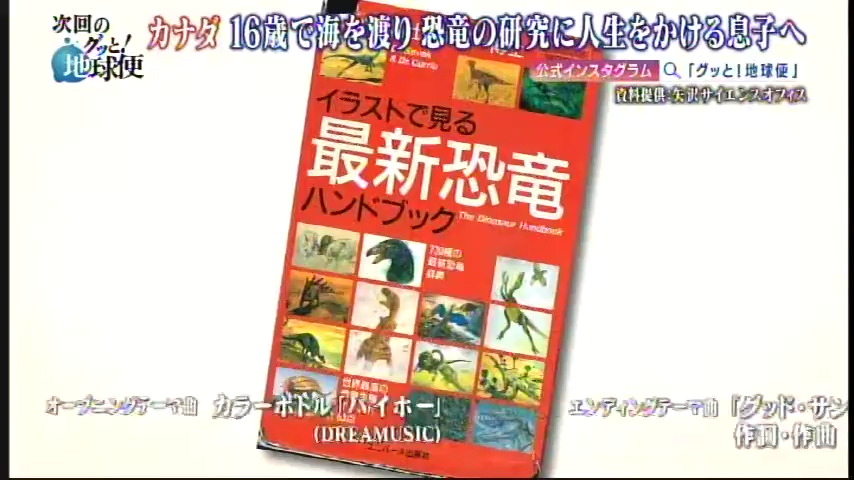 次回の
グッと!
地球便
カナダ 16歳で海を渡り恐竜の研究に人生をかける息子へ
公式インスタグラム 「グッと!地球便」
資料提供:矢沢サイエンスオフィス
& Dr. Currie
イラストで見る
最新恐竜
ハンドブック
The Dinosaur Handbook
最新恐竜
オープニングテーマ曲 カラーボトル「ハイホー」
(DREAMUSIC)
エンディングテーマ曲 「グッド・サン
作詞・作曲